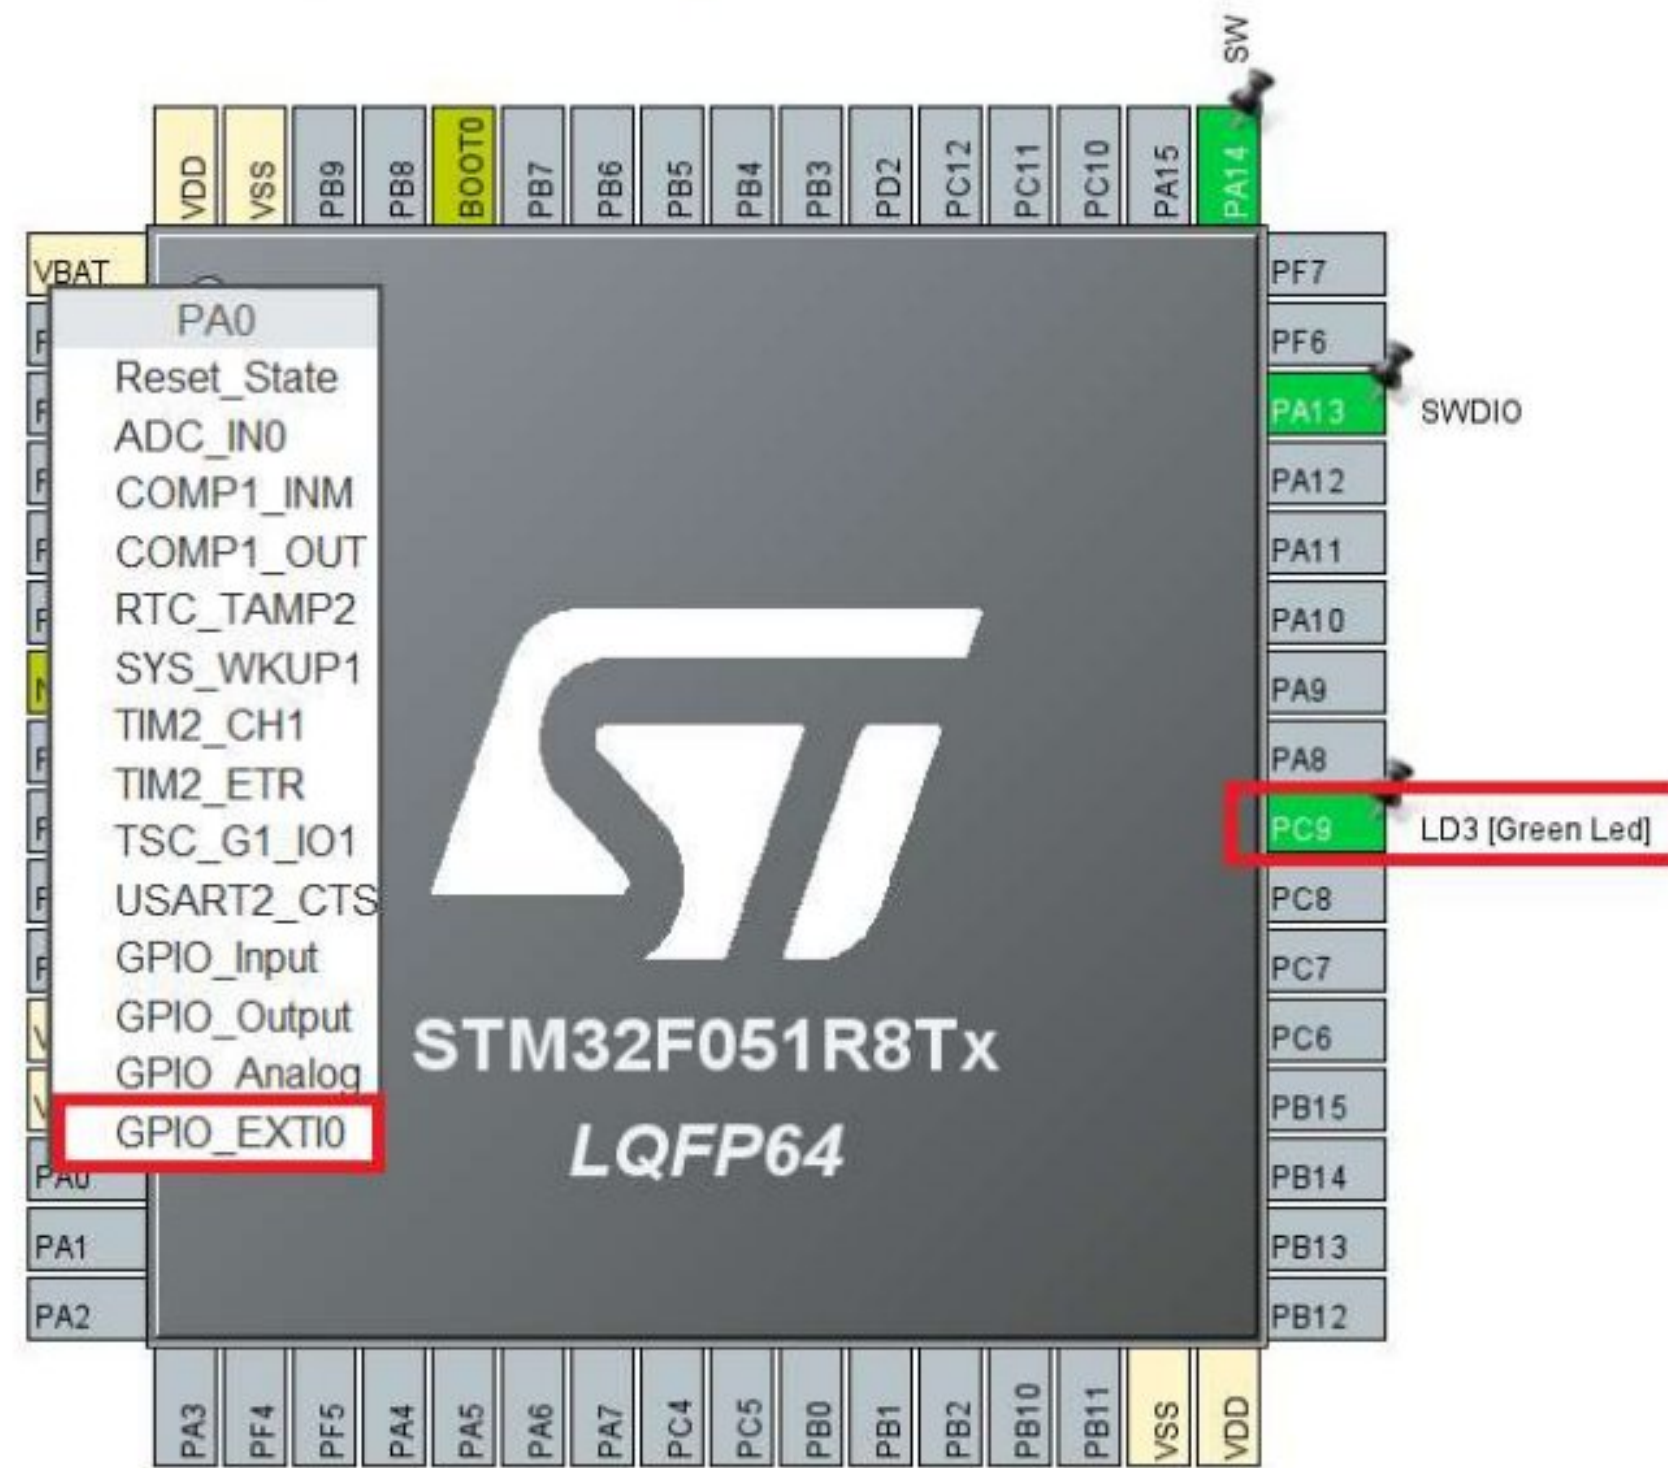 SW
VDD
VSS
PB9
PB8
BOOT0
PB7
PB6
PB5
PB4
PB3
PD2
PC12
PC11
PC10
PA15
PA14
VBAT
PA0
Reset_State
ADC_IN0
COMP1_INM
COMP1_OUT
RTC_TAMP2
SYS_WKUP1
TIM2_CH1
TIM2_ETR
TSC_G1_IO1
USART2_CTS
GPIO_Input
GPIO_Output
GPIO_Analog
GPIO_EXTI0
PA0
PA1
PA2
STM32F051R8Tx
LQFP64
PF7
PF6
PA13 SWDIO
PA12
PA11
PA10
PA9
PA8
PC9 LD3 [Green Led]
PC8
PC7
PC6
PB15
PB14
PB13
PB12
PA3
PF4
PF5
PA4
PA5
PA6
PA7
PC4
PC5
PB0
PB1
PB2
PB10
PB11
VSS
VDD